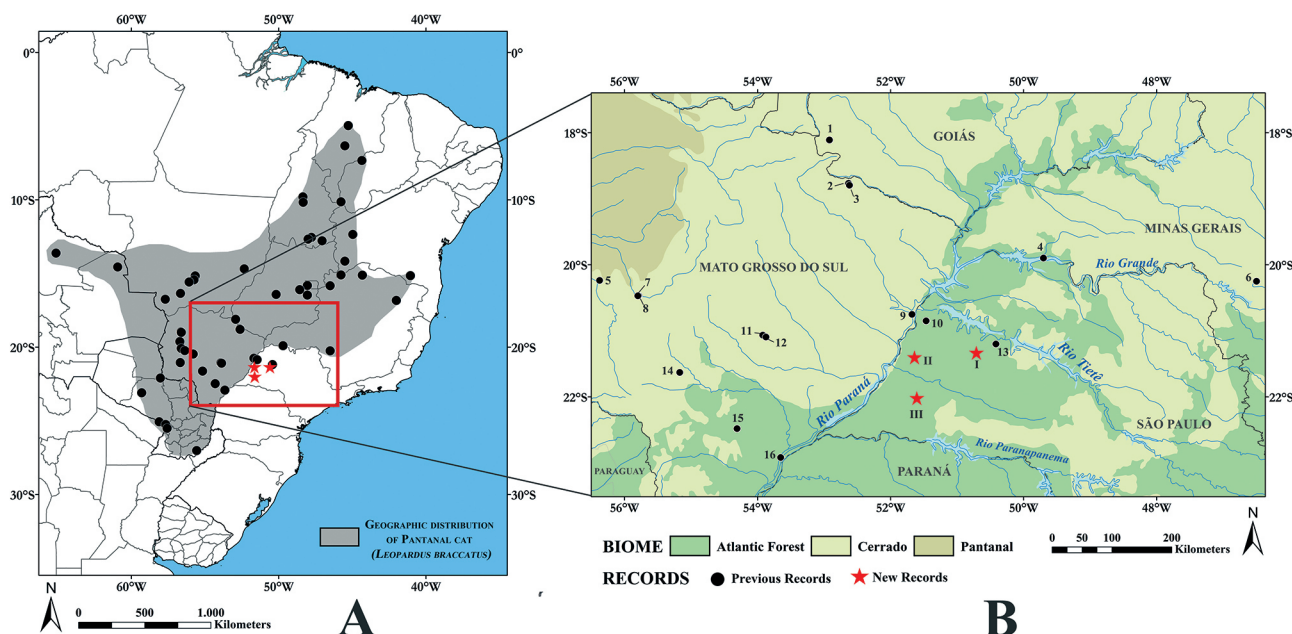 60°W
50°W
40°W
0°
0°
10°S
10°S
20°S
20°S
30°S
30°S
GEOGRAPHIC DISTRIBUTION
OF PANTANAL CAT
(LEOPARDUS BRACCATUS)
60°W
50°W
40°W
N
0
500
1.000
Kilometers
A
56°W
54°W
52°W
50°W
48°W
18°S
18°S
20°S
20°S
22°S
22°S
1
GOIÁS
2
3
MINAS GERAIS
4
Rio Grande
MATO GROSSO DO SUL
5
7
6
8
9
10
11
12
13
II
I
Rio Tietê
14
III
Rio Paraná
15
SÃO PAULO
16
Rio Paranapanema
PARAGUAY
PARANÁ
56°W
54°W
52°W
50°W
48°W
BIOME
Atlantic Forest
Cerrado
Pantanal
0
50
100
200
Kilometers
N
RECORDS
Previous Records
New Records
B